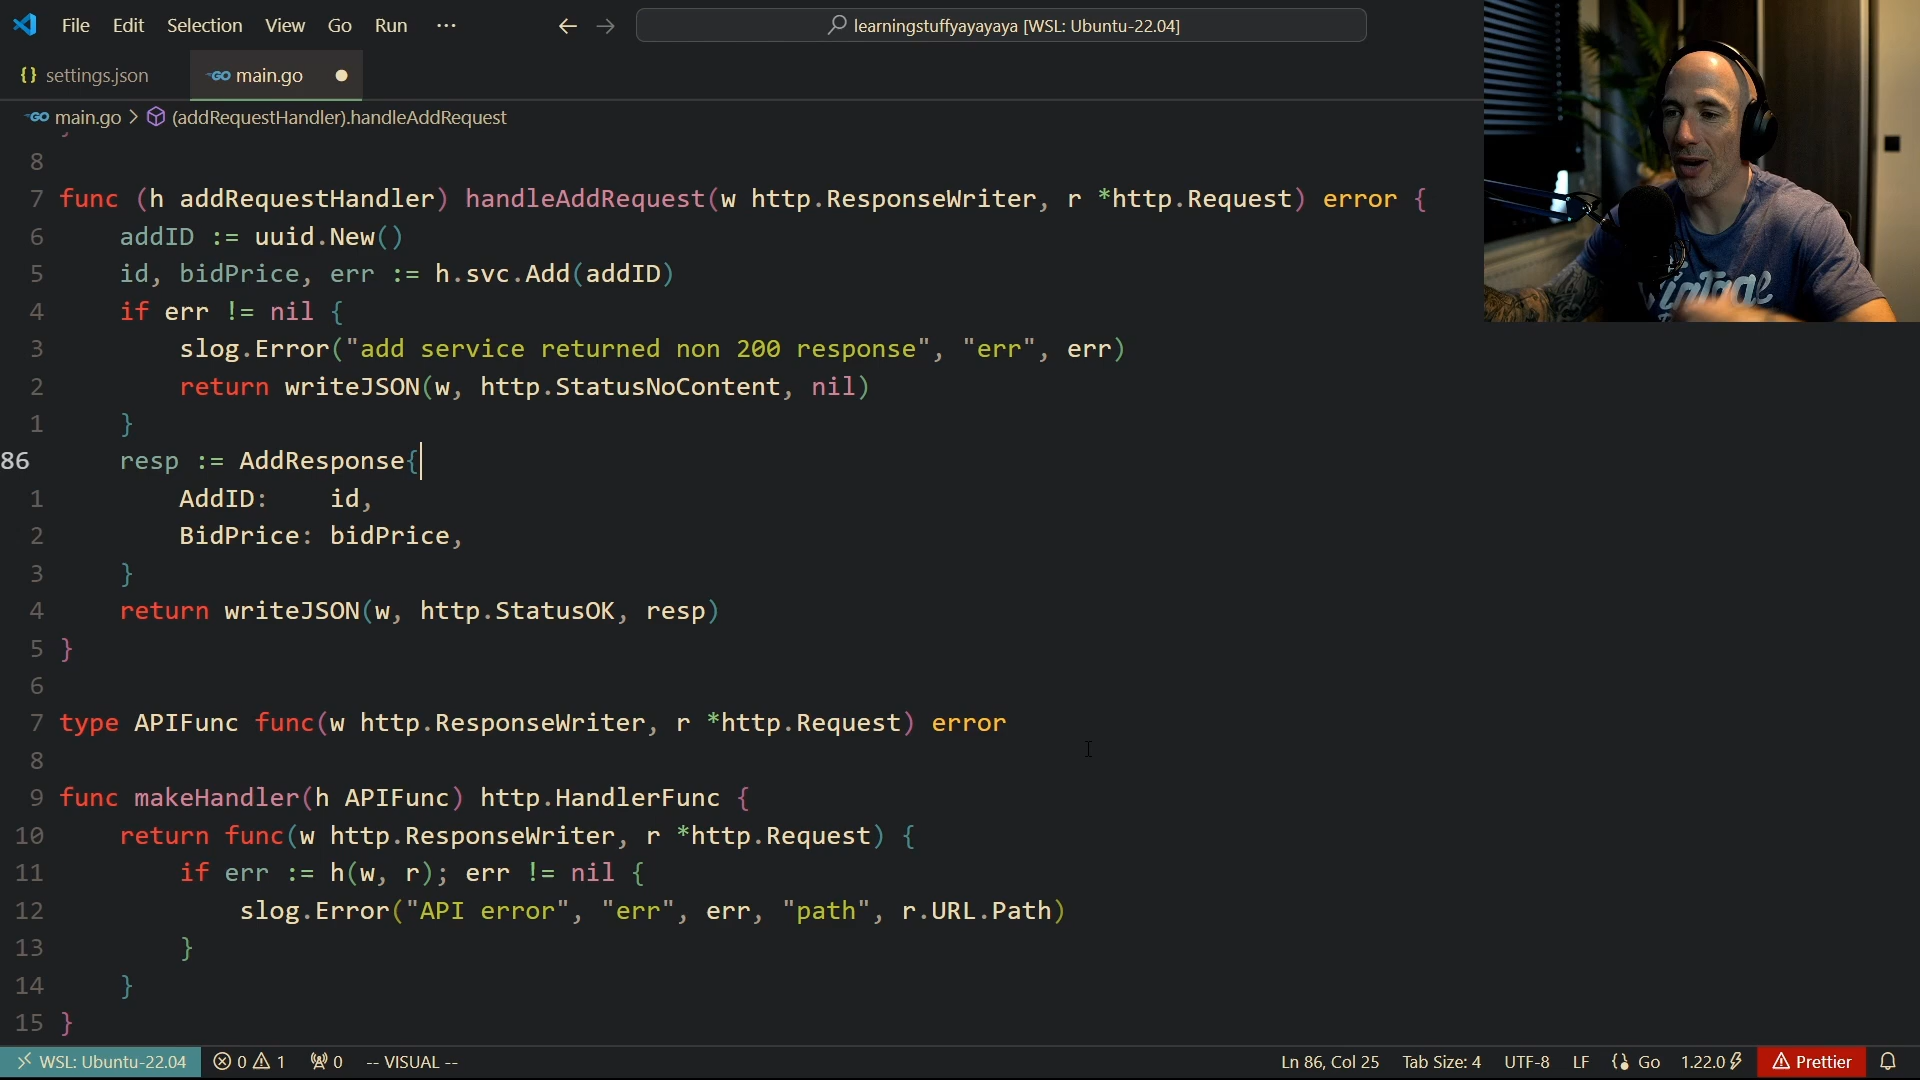 File Edit Selection View Go Run ··· ← → learningstuffyayayaya [WSL: Ubuntu-22.04]
{} settings.json GO main.go ●
GO main.go > (addRequestHandler).handleAddRequest
8
7 func (h addRequestHandler) handleAddRequest(w http.ResponseWriter, r *http.Request) error {
6 addID := uuid.New()
5 id, bidPrice, err := h.svc.Add(addID)
4 if err != nil {
3 slog.Error("add service returned non 200 response", "err", err)
2 return writeJSON(w, http.StatusNoContent, nil)
1 }
86 resp := AddResponse{
1 AddID: id,
2 BidPrice: bidPrice,
3 }
4 return writeJSON(w, http.StatusOK, resp)
5 }
6
7 type APIFunc func(w http.ResponseWriter, r *http.Request) error
8
9 func makeHandler(h APIFunc) http.HandlerFunc {
10 return func(w http.ResponseWriter, r *http.Request) {
11 if err := h(w, r); err != nil {
12 slog.Error("API error", "err", err, "path", r.URL.Path)
13 }
14 }
15 }
WSL: Ubuntu-22.04 0 1 0 -- VISUAL -- Ln 86, Col 25 Tab Size: 4 UTF-8 LF Go 1.22.0 Prettier